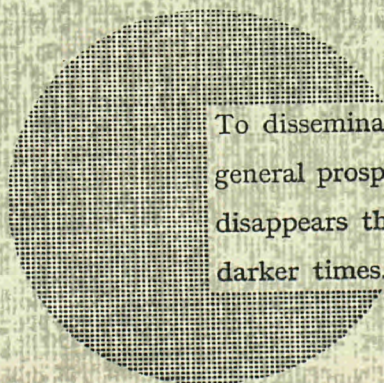 To dissemina
general prosp
disappears th
darker times.